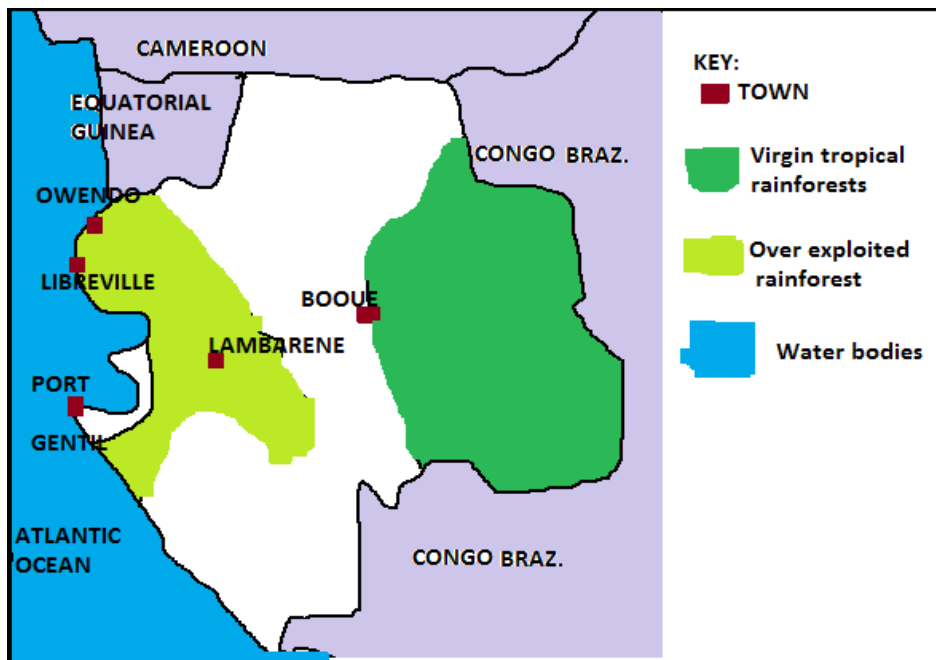 CAMEROON
EQUATORIAL
GUINEA
CONGO BRAZ.
OWENDO
LIBREVILLE
BOOUE
LAMBARENE
PORT
GENTIL
ATLANTIC
OCEAN
CONGO BRAZ.
KEY:
TOWN
Virgin tropical
rainforests
Over exploited
rainforest
Water bodies